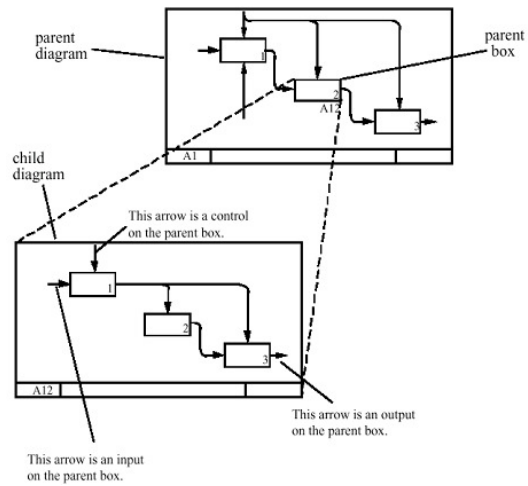 parent
diagram
parent
box
1
2
A12
3
A1
child
diagram
This arrow is a control
on the parent box.
1
2
3
A12
This arrow is an output
on the parent box.
This arrow is an input
on the parent box.